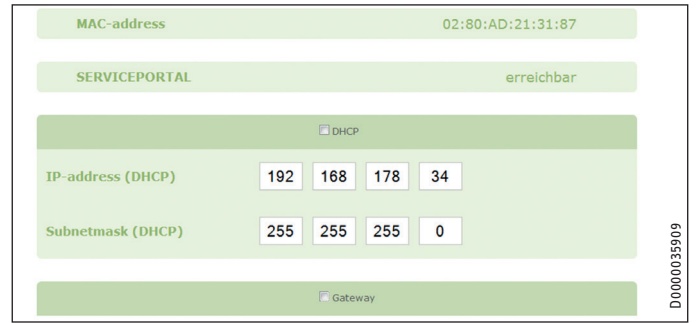 MAC-address 02:80:AD:21:31:87
SERVICEPORTAL erreichbar
DHCP
IP-address (DHCP) 192 168 178 34
Subnetmask (DHCP) 255 255 255 0
Gateway
D0000035909